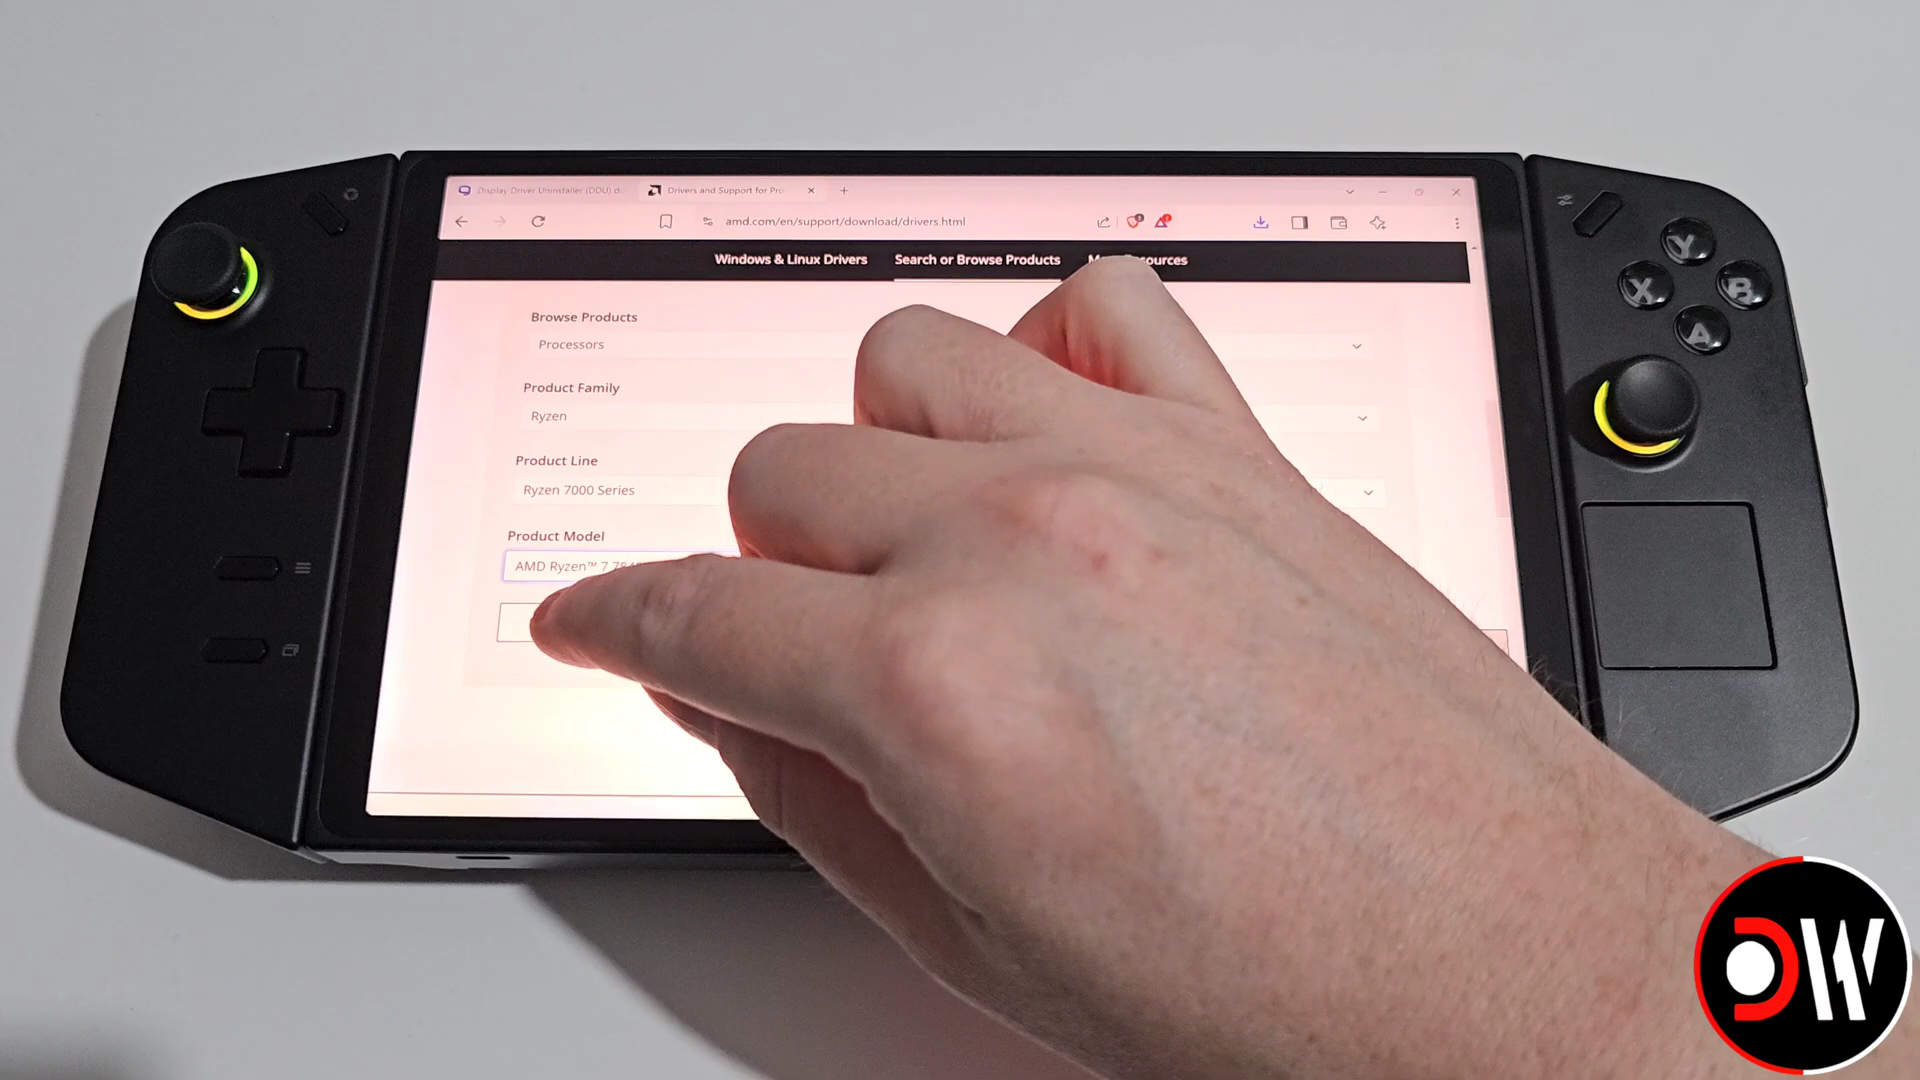 Display Driver Uninstaller (DDU) d
Drivers and Support for Pro
amd.com/en/support/download/drivers.html
Windows & Linux Drivers
Search or Browse Products
Browse Products
Processors
Product Family
Ryzen
Product Line
Ryzen 7000 Series
Product Model
AMD Ryzen™ 7
Y
X
B
A
DW